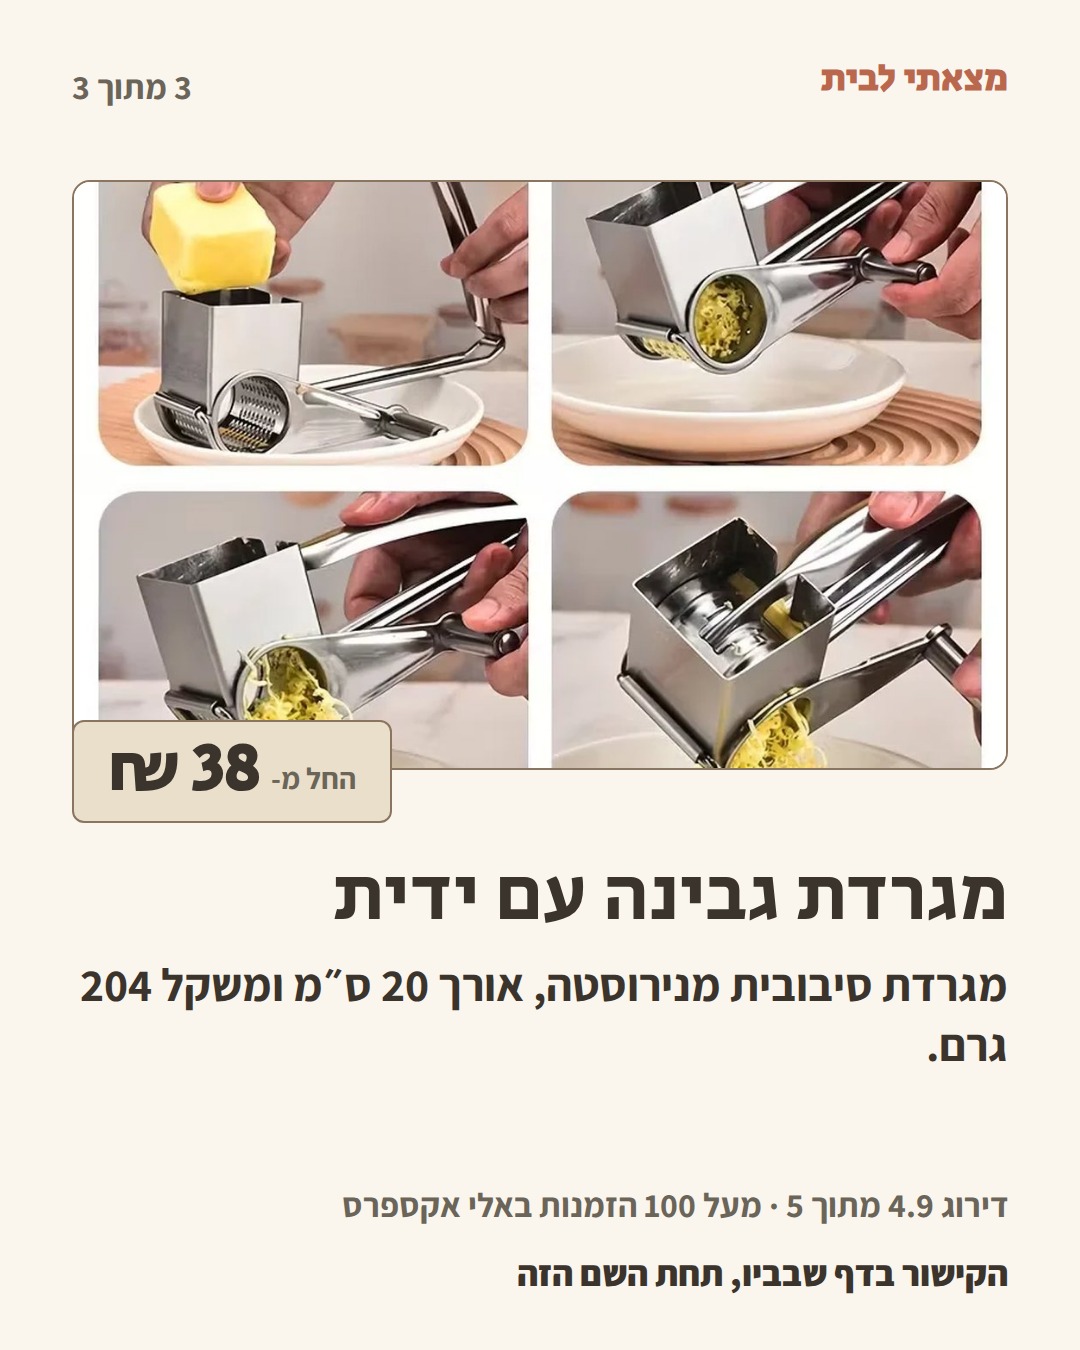 מצאתי לבית
3 מתוך 3
החל מ- 38 ₪
מגרדת גבינה עם ידית
מגרדת סיבובית מנירוסטה, אורך 20 ס״מ ומשקל 204
גרם.
דירוג 4.9 מתוך 5 · מעל 100 הזמנות באלי אקספרס
הקישור בדף שבביו, תחת השם הזה